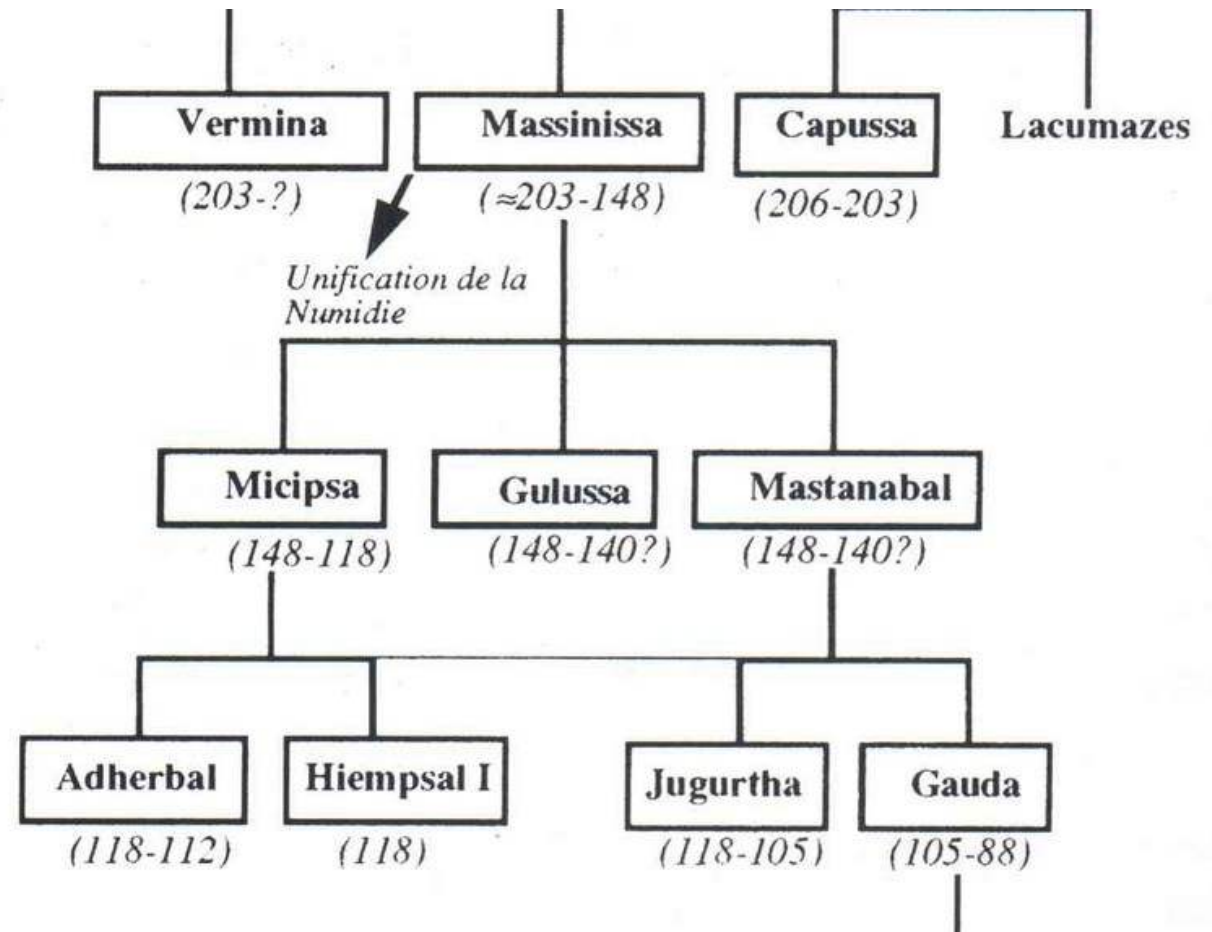 Vermina
Massinissa
Capussa
Lacumazes
(203-?)
(≈203-148)
(206-203)
Unification de la
Numidie
Micipsa
Gulussa
Mastanabal
(148-118)
(148-140?)
(148-140?)
Adherbal
Hiempsal I
Jugurtha
Gauda
(118-112)
(118)
(118-105)
(105-88)